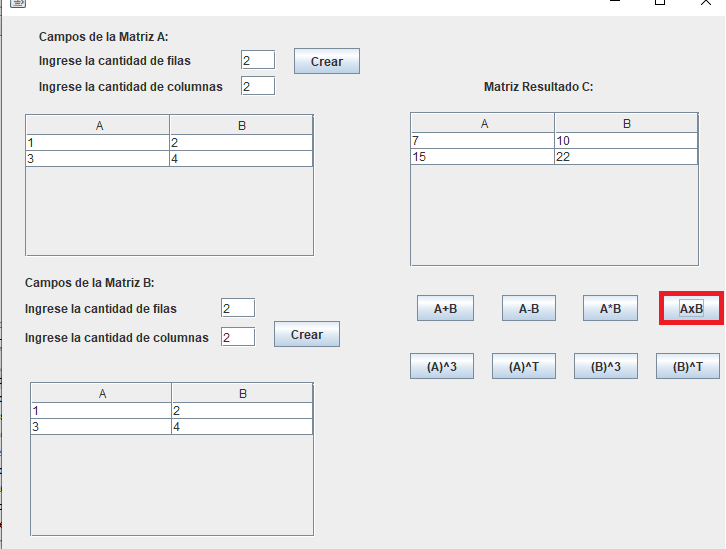 Campos de la Matriz A:
Ingrese la cantidad de filas 2 Crear
Ingrese la cantidad de columnas 2
A B
1 2
3 4
Matriz Resultado C:
A B
7 10
15 22
Campos de la Matriz B:
Ingrese la cantidad de filas 2
Ingrese la cantidad de columnas 2 Crear
A B
1 2
3 4
A+B A-B A*B AxB
(A)^3 (A)^T (B)^3 (B)^T